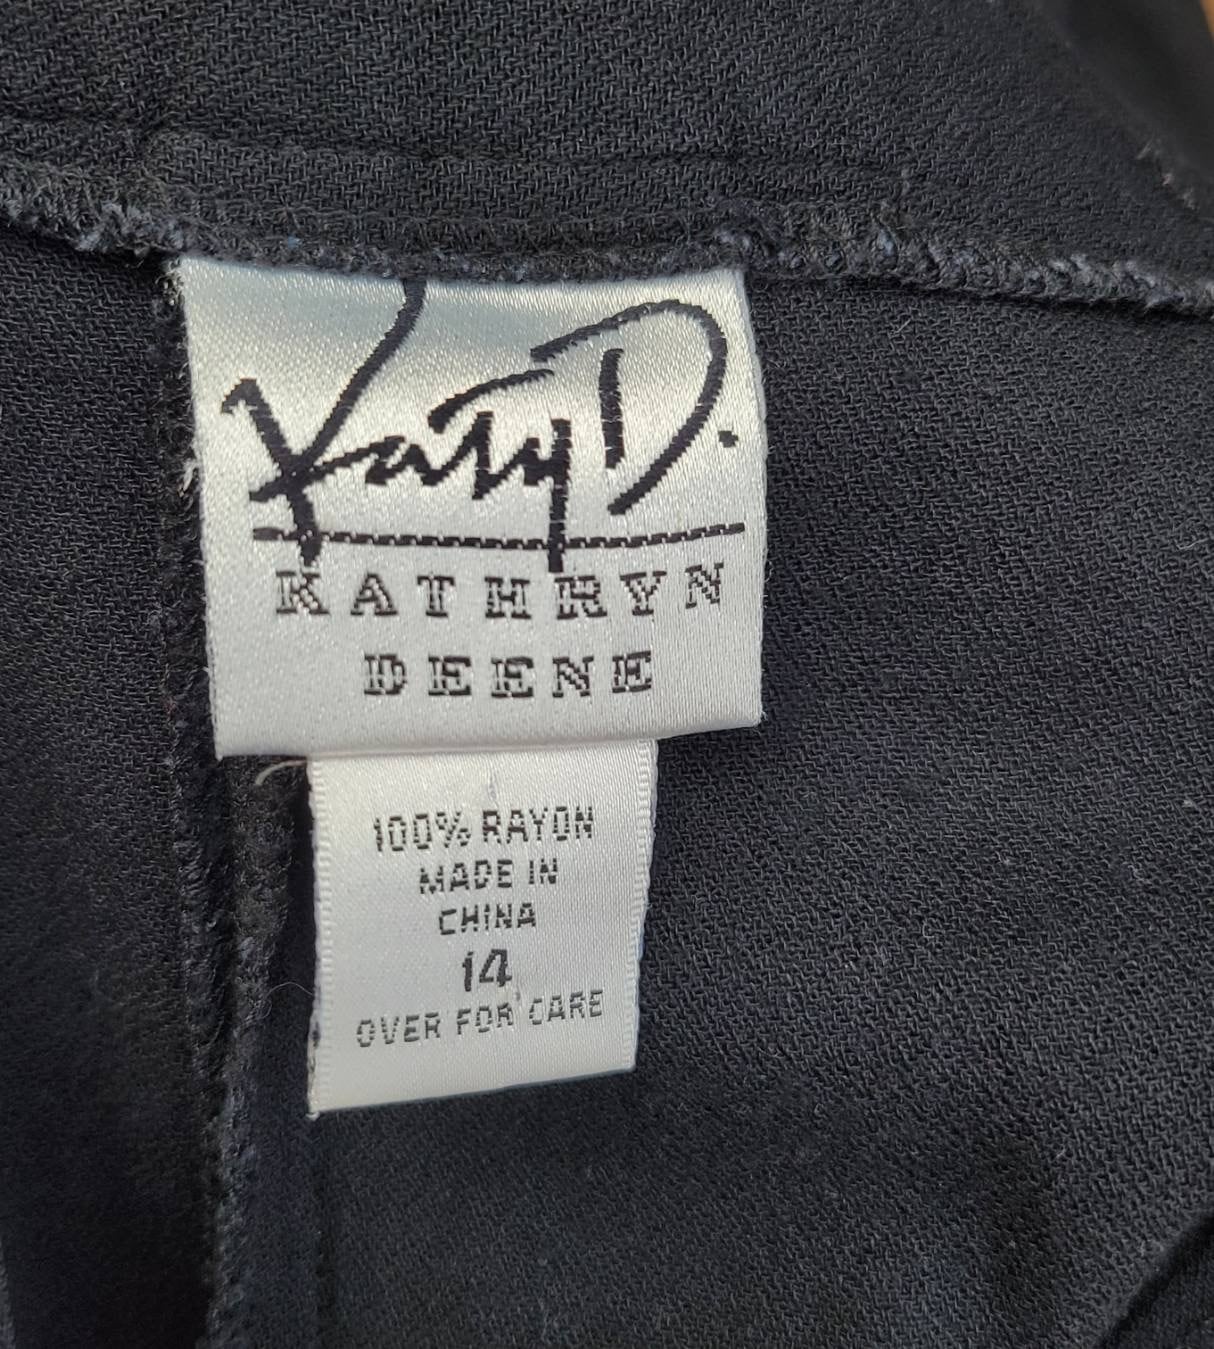 Katy D.
KATHRYN
DEENE
100% RAYON
MADE IN
CHINA
14
OVER FOR CARE